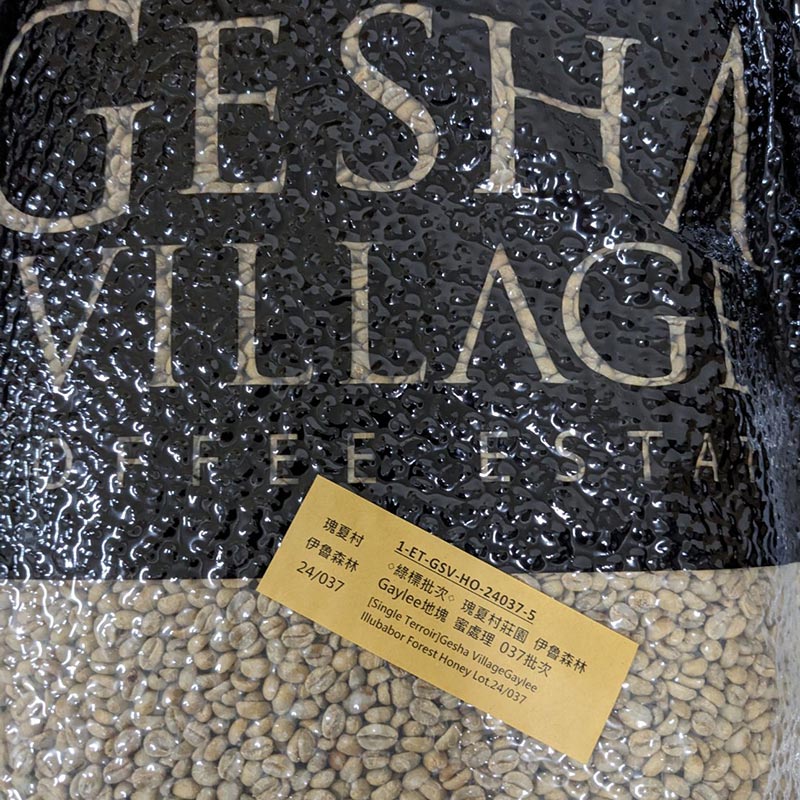 GESHA
VILLAGE
COFFEE ESTATE
瑰夏村
伊魯森林
24/037
1-ET-GSV-HO-24037-5
◇綠標批次◇ 瑰夏村莊園 伊魯森林
Gaylee地塊 蜜處理 037批次
[Single Terroir]Gesha VillageGaylee
Illubabor Forest Honey Lot.24/037